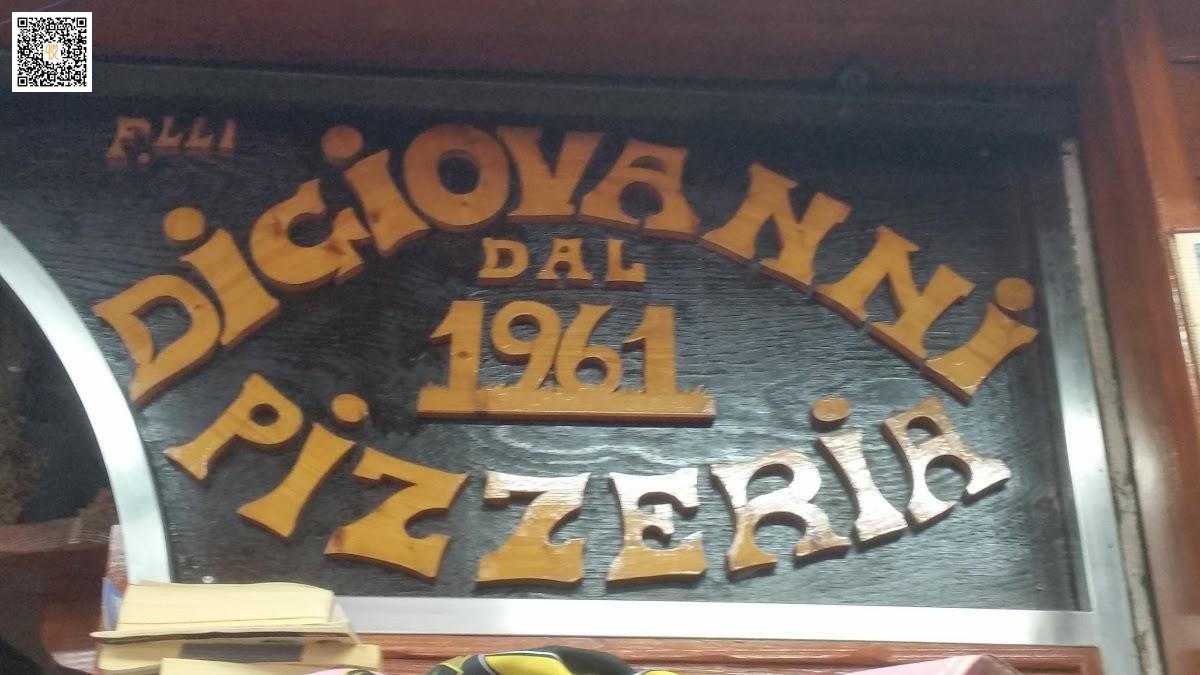 F.LLI
DIGIOVANNI
DAL
1961
PIZZERIA